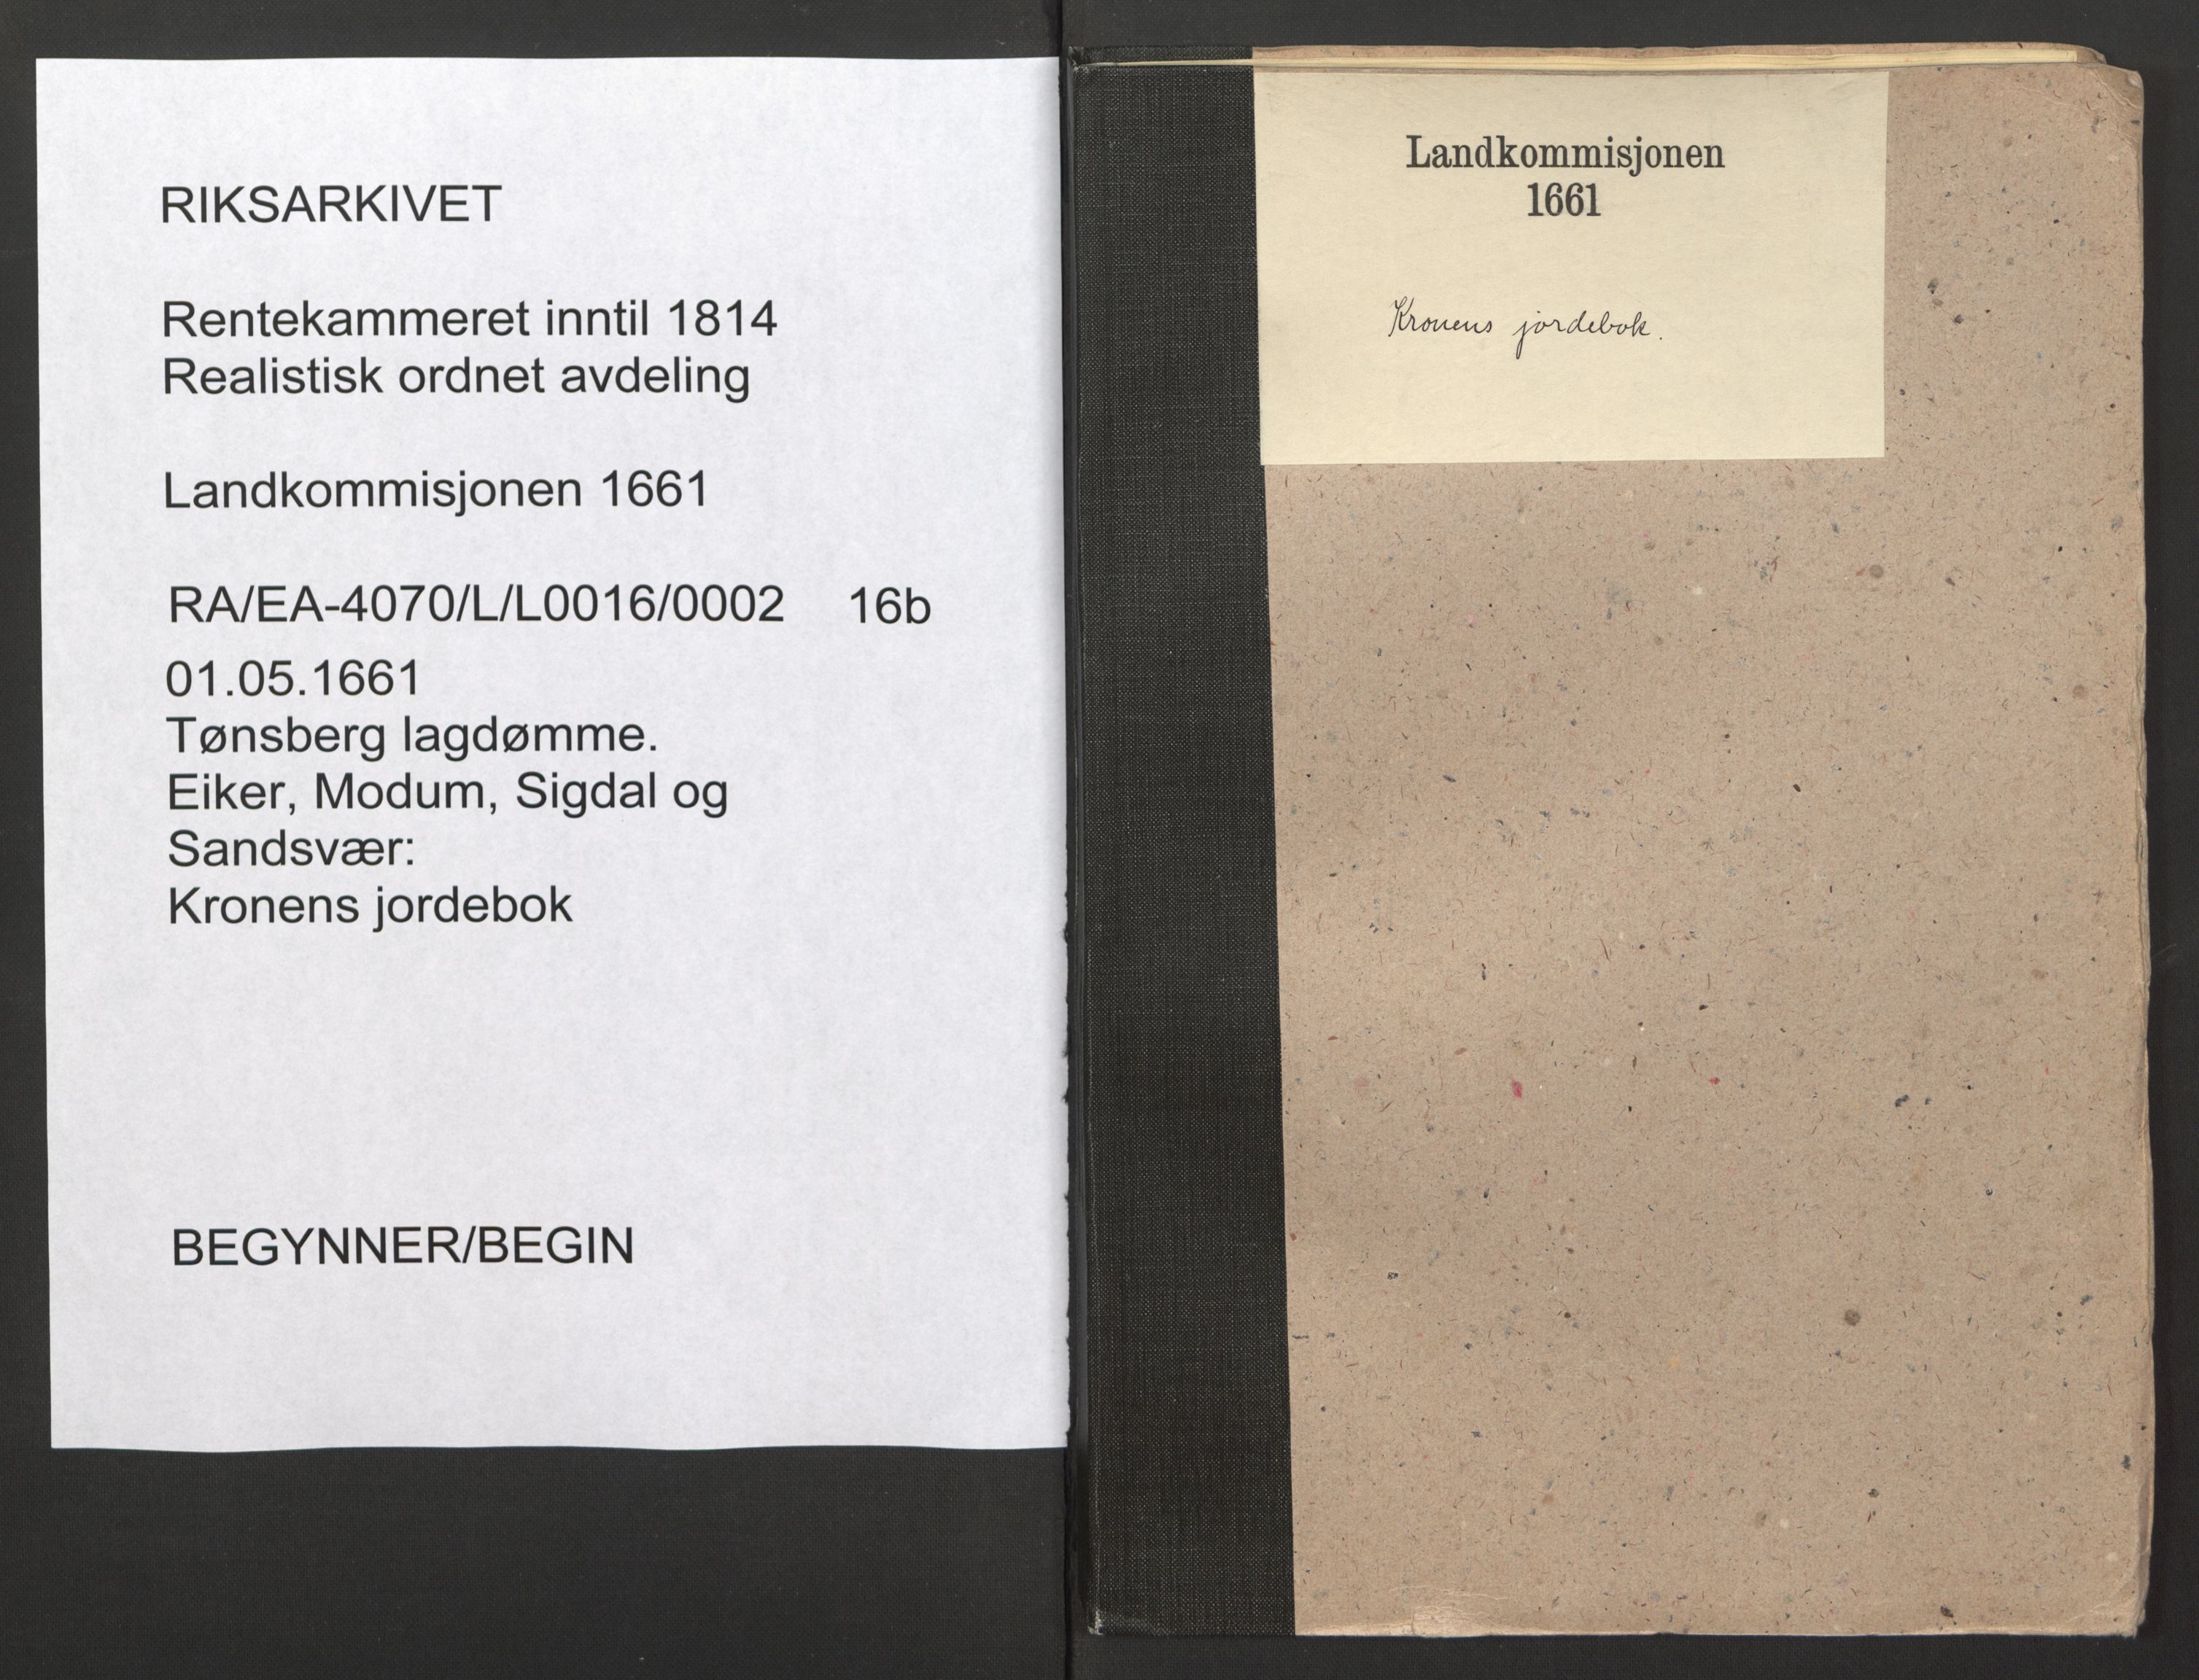 RIKSARKIVET
Rentekammeret inntil 1814
Realistisk ordnet avdeling
Landkommisjonen 1661
RA/EA-4070/L/L0016/0002 16b
01.05.1661
Tønsberg lagdømme.
Eiker, Modum, Sigdal og
Sandsvær:
Kronens jordebok
BEGYNNER/BEGIN
Landkommisjonen
1661
Kronens jordebok.